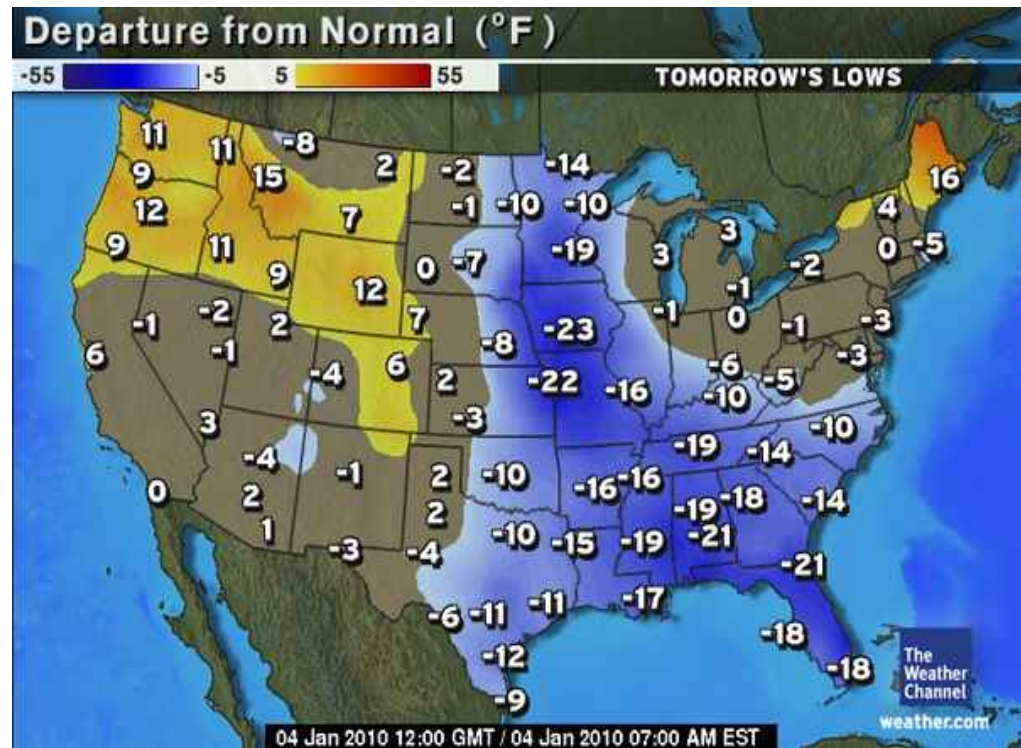 Departure from Normal (°F)
-55 -5 5 55 TOMORROW'S LOWS
11 11 -8 2 -2 -14
9 15 -10 -10 16
12 7 -1 4
9 11 0 -7 -19 3 3 0 -5
9 12 -2
-1
-2 2 7 -8 -23 -1 0 -1 -3
-1
6 -4 6 2 -22 -16 -6 -5 -3
-10
3 -3 -10
-4 -1 2 -10 -16 -16 -19 -14
0 2 2 -19 -18 -14
1 -3 -4 -10 -15 -19 -21
-21
-6 -11 -11 -17
-18
-12 -18
-9
The
Weather
Channel
weather.com
04 Jan 2010 12:00 GMT / 04 Jan 2010 07:00 AM EST